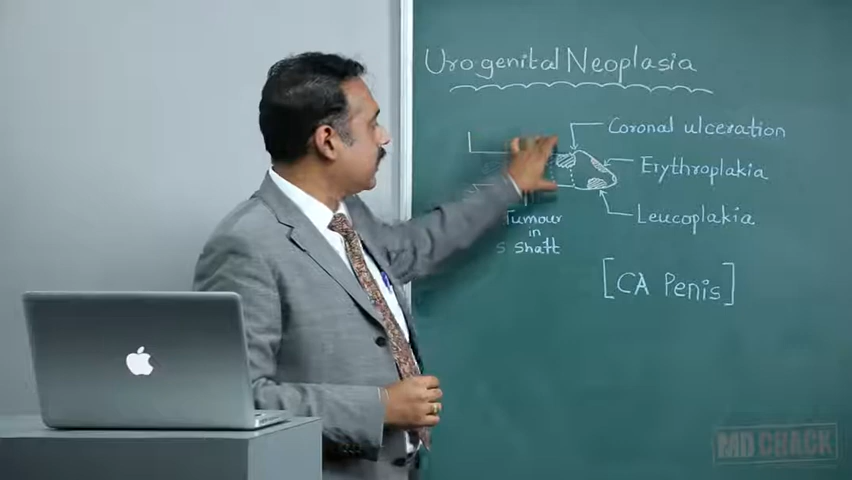 Urogenital Neoplasia
Coronal ulceration
Erythroplakia
Leucoplakia
Tumour
in
s shaft
[CA Penis]
MD CRACK